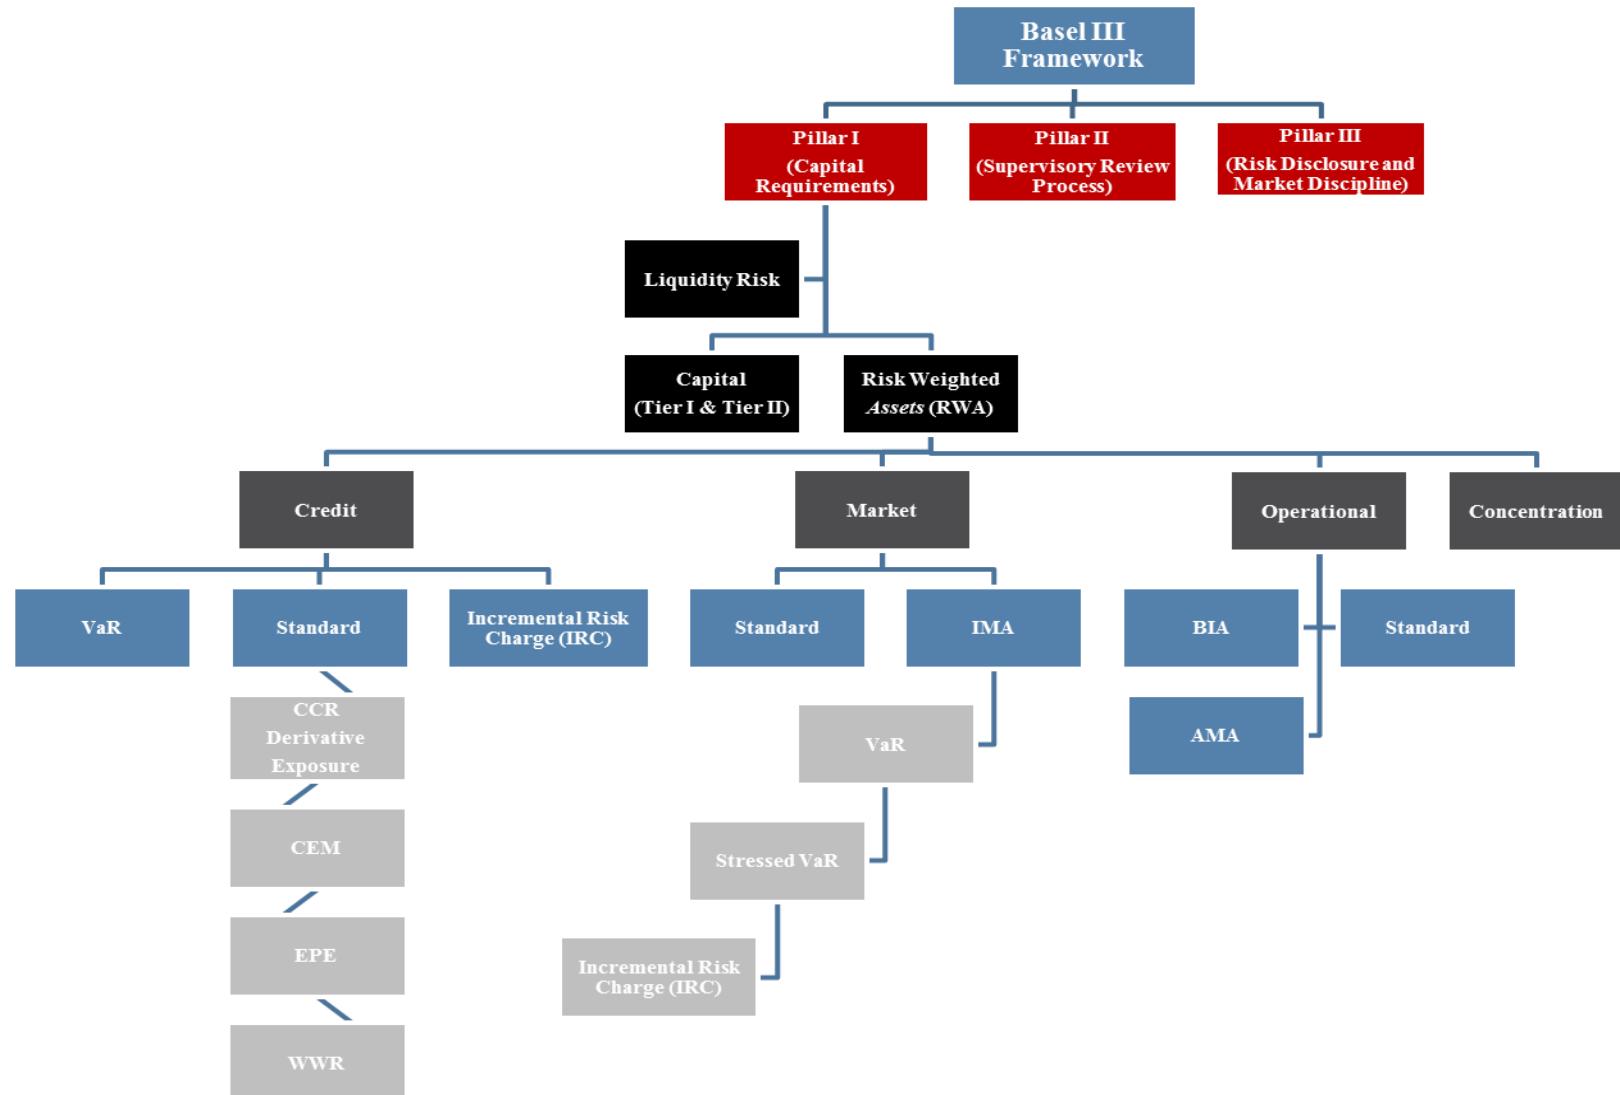 Basel III
Framework
Pillar I
(Capital
Requirements)
Pillar II
(Supervisory Review
Process)
Pillar III
(Risk Disclosure and
Market Discipline)
Liquidity Risk
Capital
(Tier I & Tier II)
Risk Weighted
Assets (RWA)
Credit
Market
Operational
Concentration
VaR
Standard
Incremental Risk
Charge (IRC)
Standard
IMA
BIA
Standard
CCR
Derivative
Exposure
VaR
AMA
CEM
Stressed VaR
EPE
Incremental Risk
Charge (IRC)
WWR